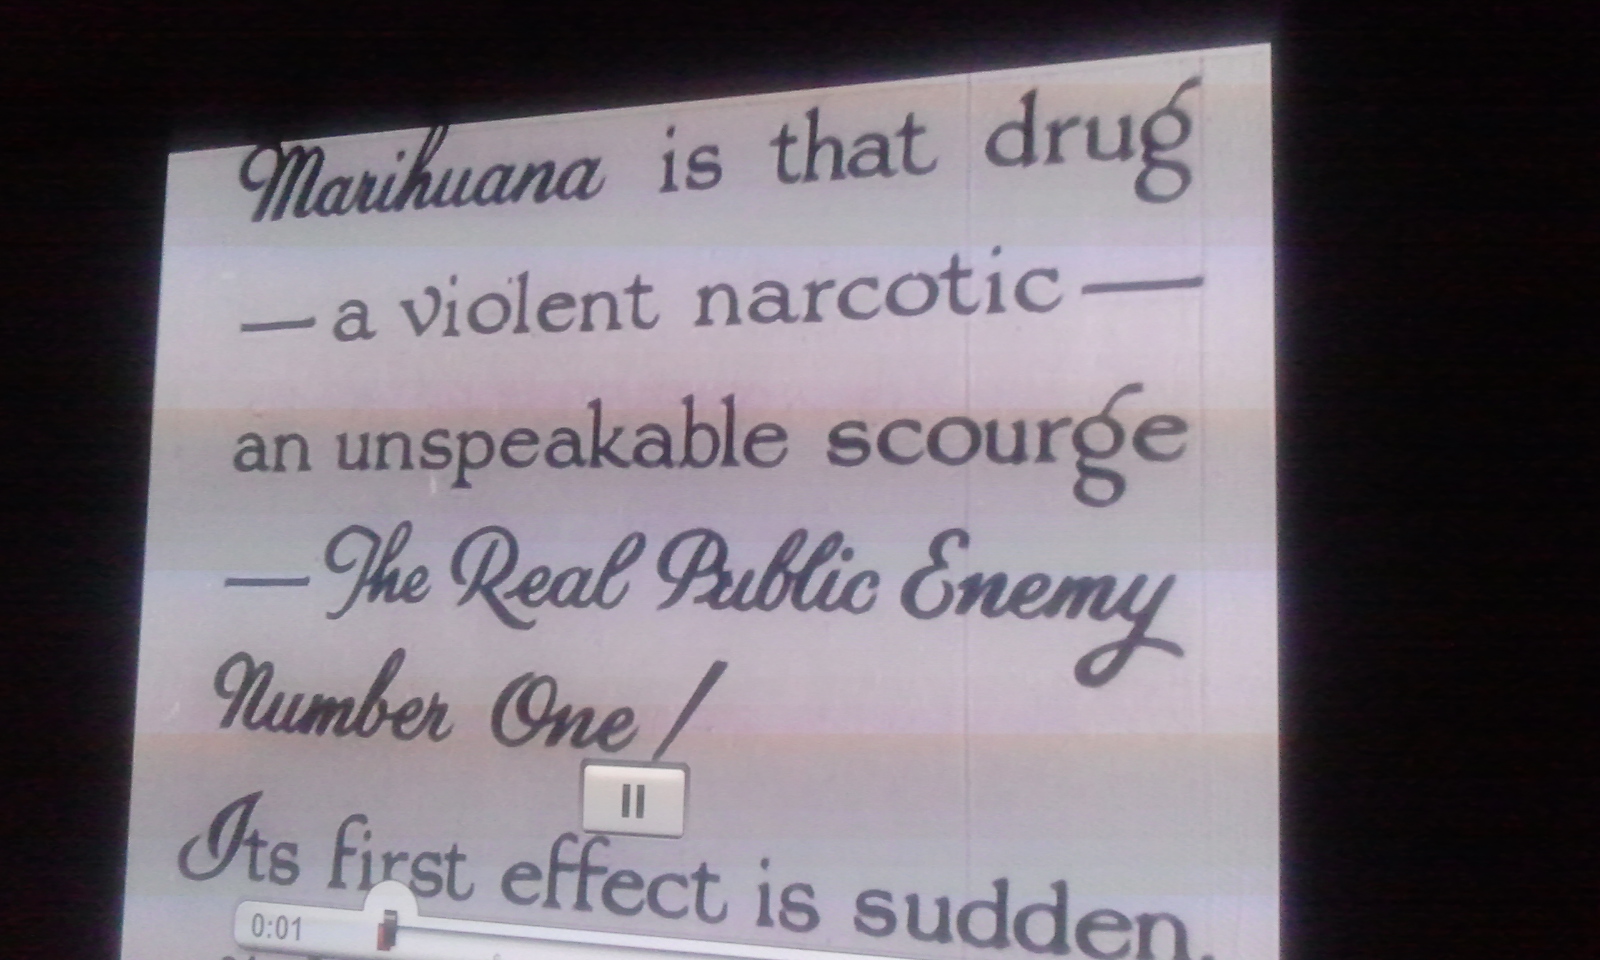 Marihuana is that drug
— a violent narcotic —
an unspeakable scourge
— The Real Public Enemy
Number One!
Its first effect is sudden,
0:01